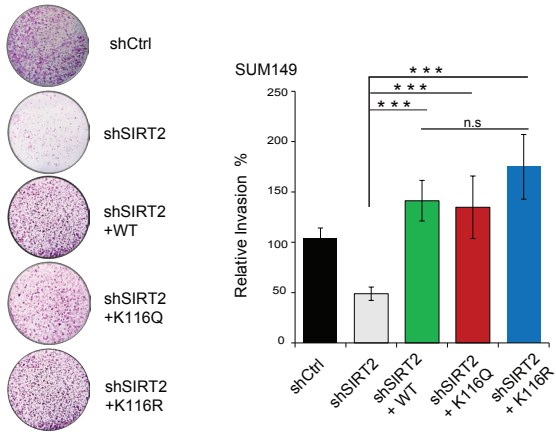 shCtrl
shSIRT2
shSIRT2
+WT
shSIRT2
+K116Q
shSIRT2
+K116R
SUM149
* * *
* * *
* * *
n.s
Relative Invasion %
250
200
150
100
50
0
shCtrl
shSIRT2
shSIRT2
+ WT
shSIRT2
+ K116Q
shSIRT2
+ K116R